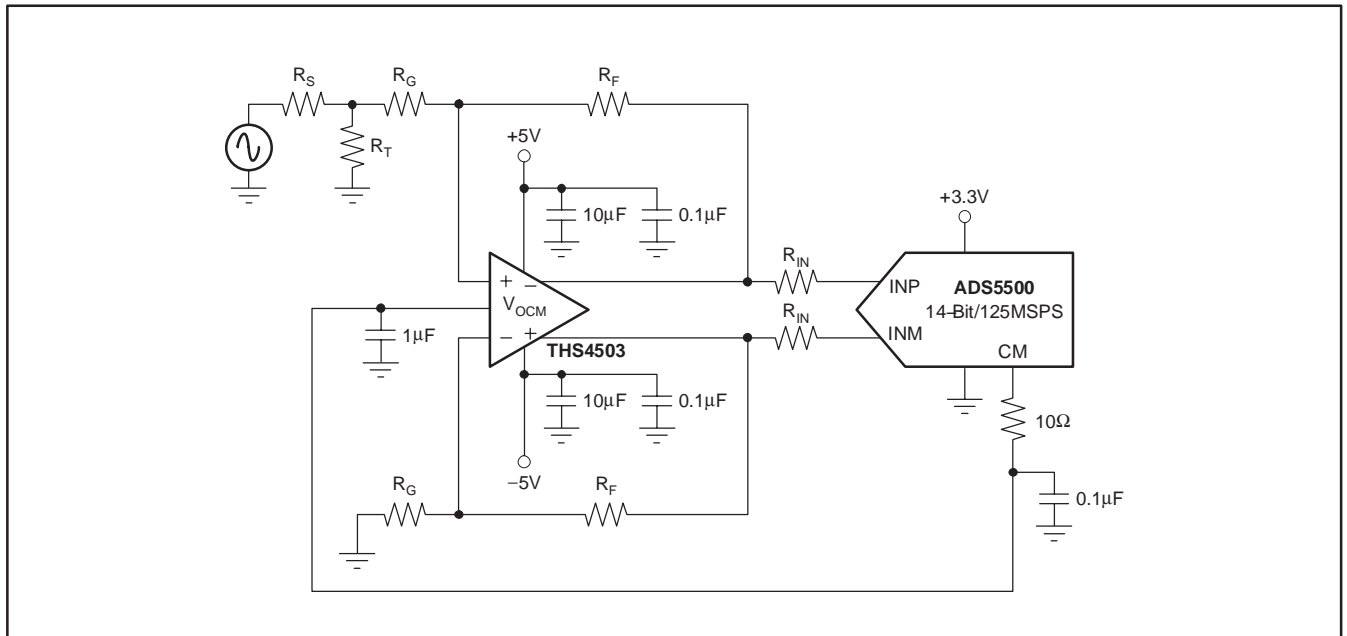 R_S
R_G
R_F
R_T
+5V
10μF
0.1μF
+3.3V
R_IN
INP
ADS5500
14–Bit/125MSPS
+
−
V_OCM
1μF
−
+
THS4503
R_IN
INM
CM
10μF
0.1μF
10Ω
−5V
R_G
R_F
0.1μF